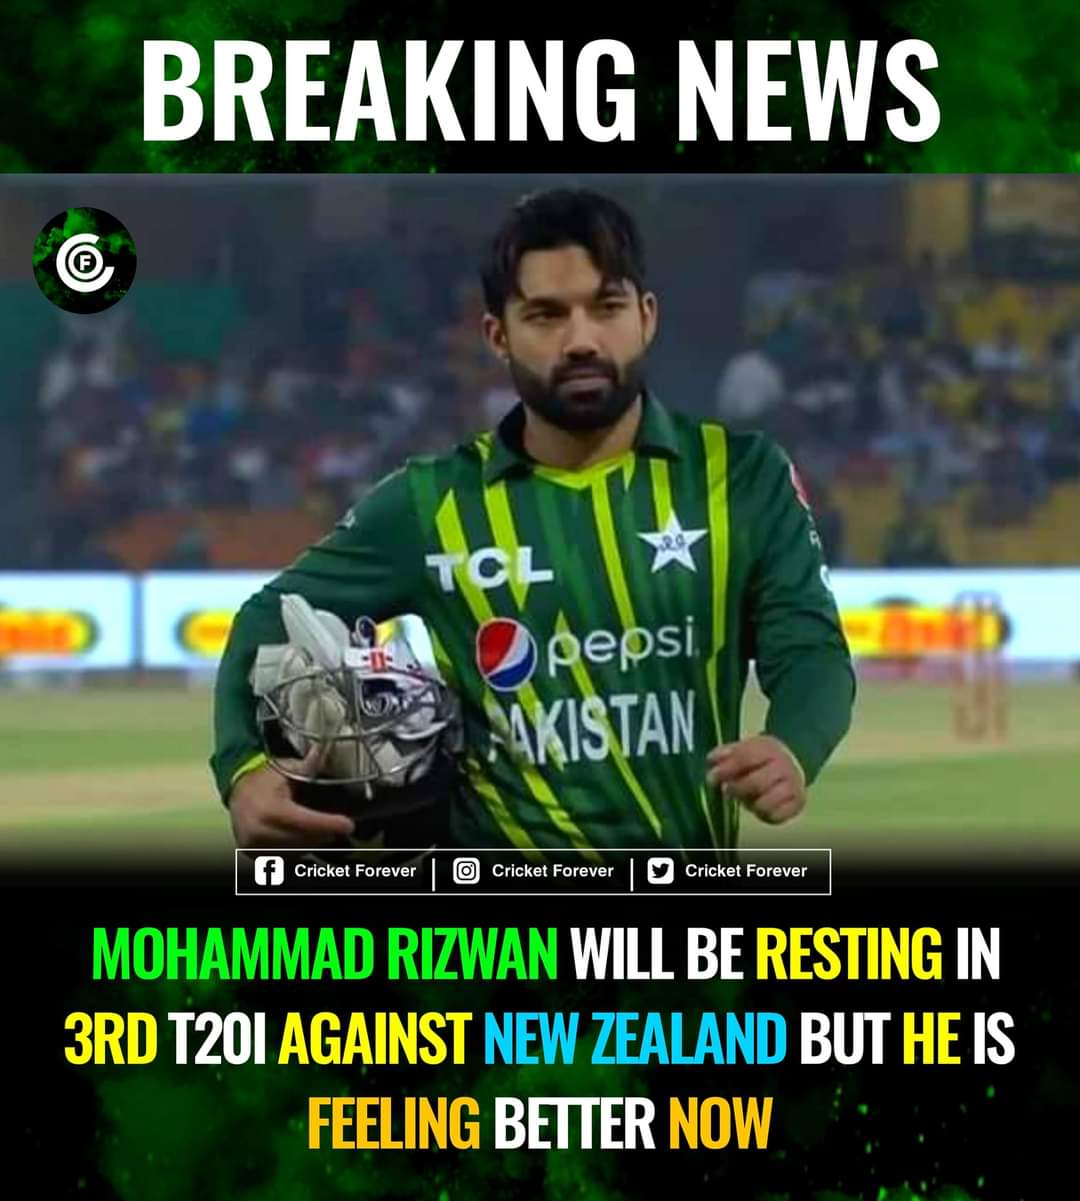 BREAKING NEWS
F
TCL
pepsi
PAKISTAN
Cricket Forever | Cricket Forever | Cricket Forever
MOHAMMAD RIZWAN WILL BE RESTING IN
3RD T20I AGAINST NEW ZEALAND BUT HE IS
FEELING BETTER NOW